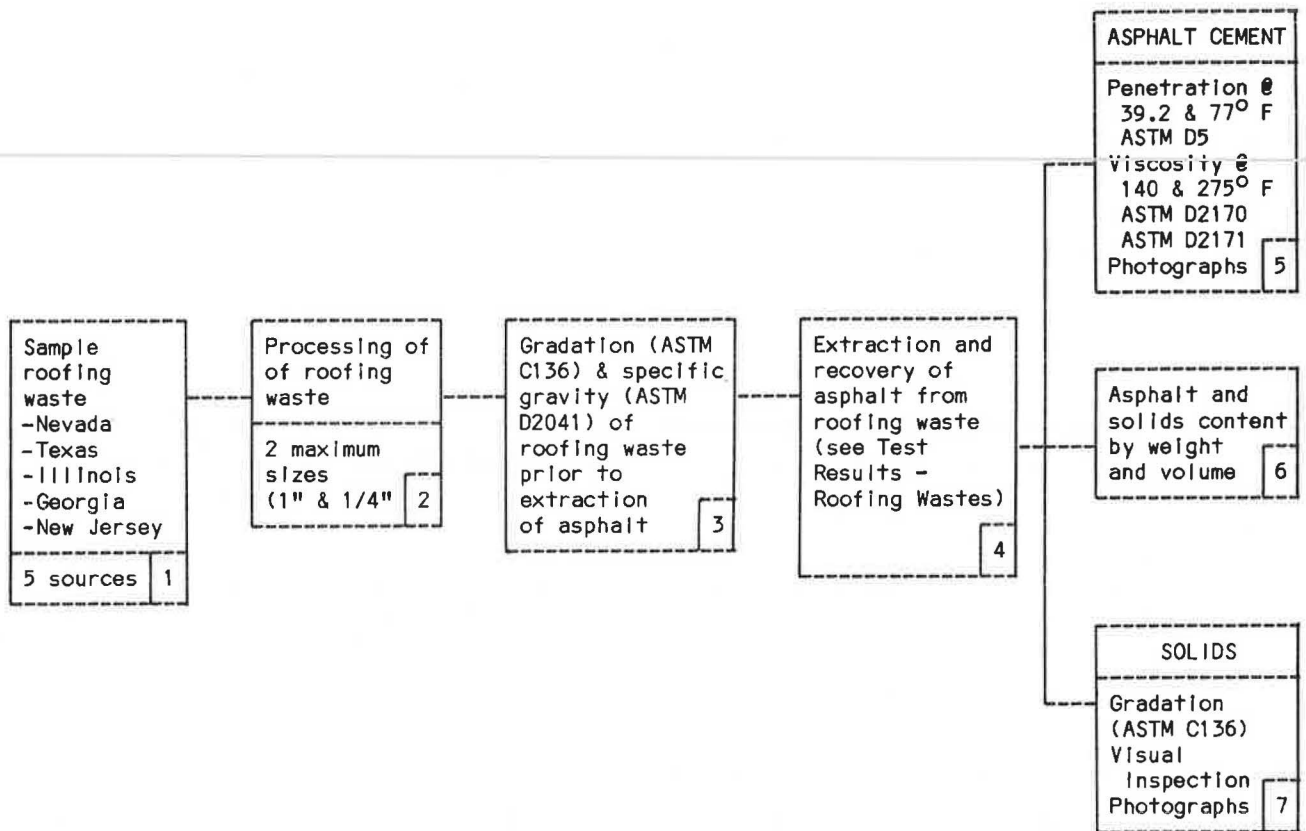 Sample
roofing
waste
-Nevada
-Texas
-Illinois
-Georgia
-New Jersey
5 sources
1
Processing of
of roofing
waste
2 maximum
sizes
(1" & 1/4"
2
Gradation (ASTM
C136) & specific
gravity (ASTM
D2041) of
roofing waste
prior to
extraction
of asphalt
3
Extraction and
recovery of
asphalt from
roofing waste
(see Test
Results -
Roofing Wastes)
4
ASPHALT CEMENT
Penetration @
39.2 & 77° F
ASTM D5
Viscosity @
140 & 275° F
ASTM D2170
ASTM D2171
Photographs
5
Asphalt and
solids content
by weight
and volume
6
SOLIDS
Gradation
(ASTM C136)
Visual
Inspection
Photographs
7